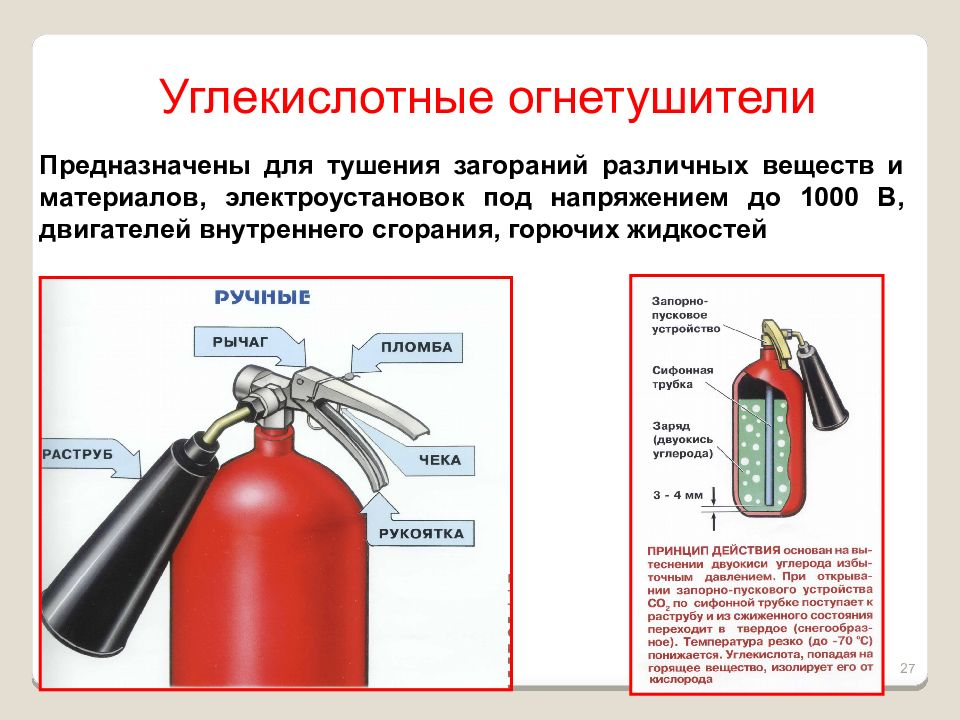 Углекислотные огнетушители
Предназначены для тушения загораний различных веществ и
материалов, электроустановок под напряжением до 1000 В,
двигателей внутреннего сгорания, горючих жидкостей
РУЧНЫЕ
РЫЧАГ
ПЛОМБА
РАСТРУБ
ЧЕКА
РУКОЯТКА
Запорно-
пусковое
устройство
Сифонная
трубка
Заряд
(двуокись
углерода)
3 - 4 мм
ПРИНЦИП ДЕЙСТВИЯ основан на вы-
теснении двуокиси углерода избы-
точным давлением. При открыва-
нии запорно-пускового устройства
CO2 по сифонной трубке поступает к
раструбу и из сжиженного состояния
переходит в твердое (снегообраз-
ное). Температура резко (до -70 °С)
понижается. Углекислота, попадая на
горящее вещество, изолирует его от
кислорода
27